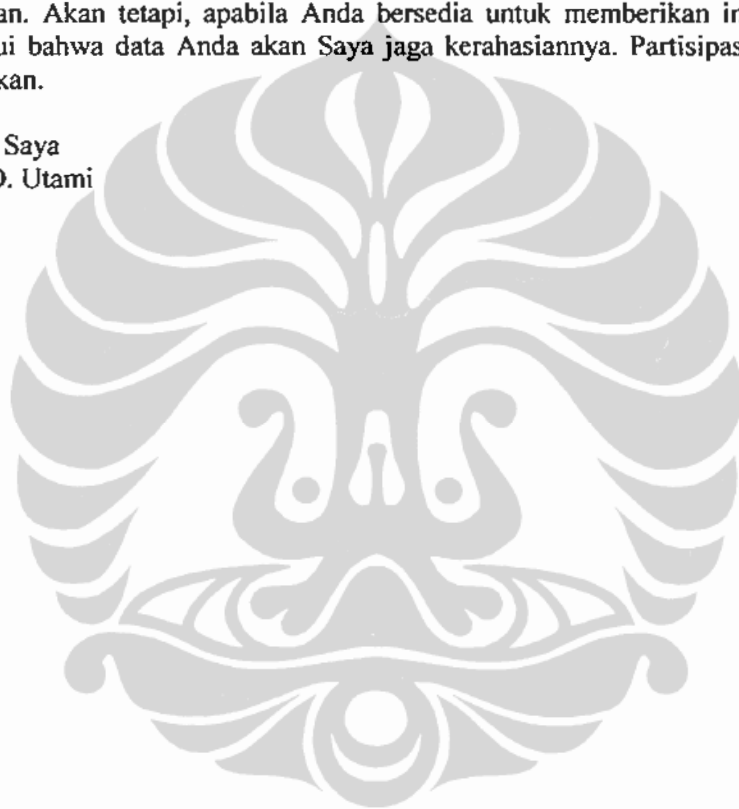 an. Akan tetapi, apabila Anda bersedia untuk memberikan in
ui bahwa data Anda akan Saya jaga kerahasiannya. Partisipas
kan.
Saya
D. Utami